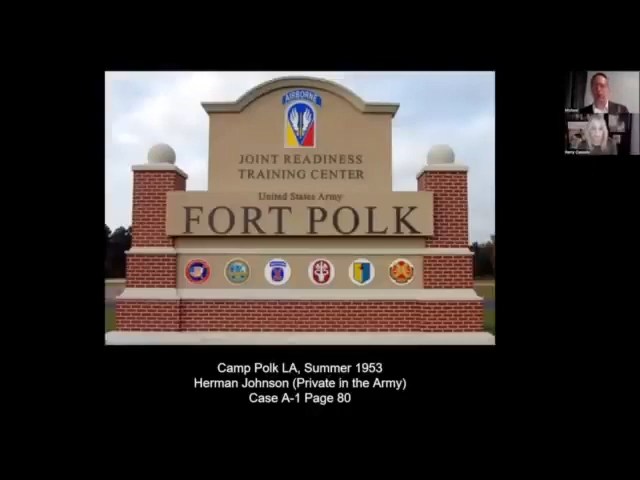 AIRBORNE
JOINT READINESS
TRAINING CENTER
United States Army
FORT POLK
Camp Polk LA, Summer 1953
Herman Johnson (Private in the Army)
Case A-1 Page 80